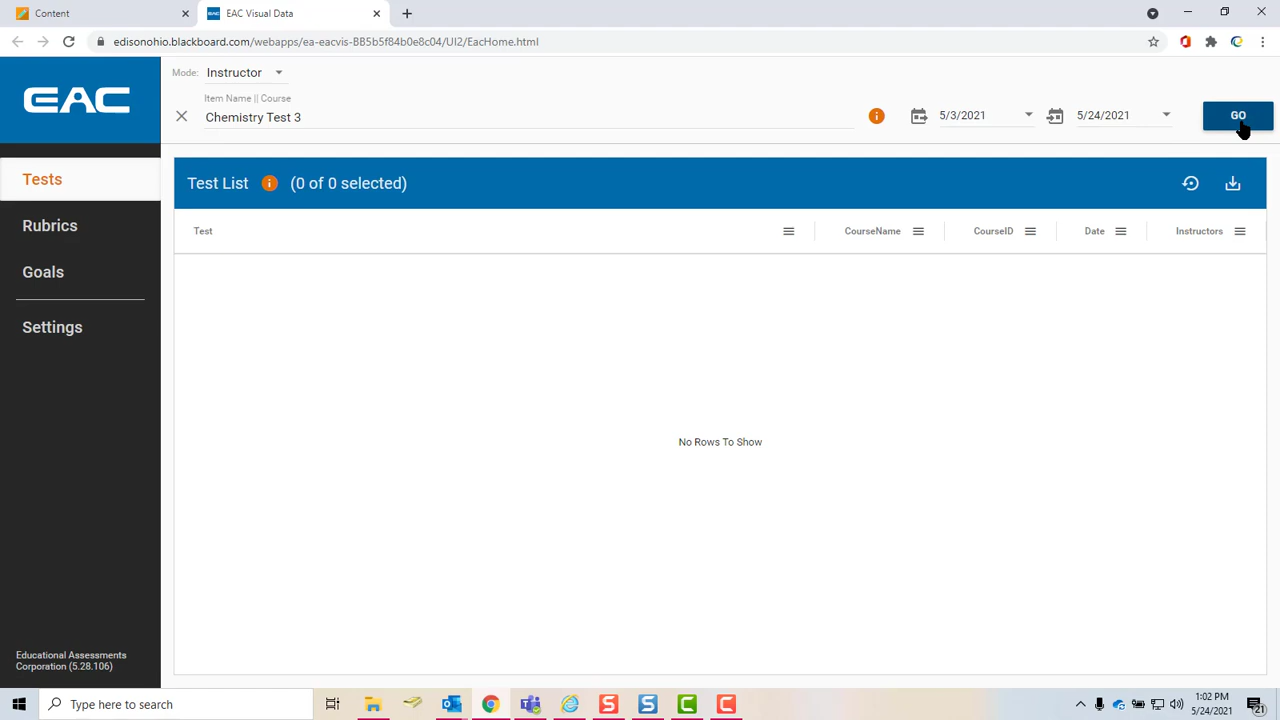 Content
EAC Visual Data
edisonohio.blackboard.com/webapps/ea-eacvis-BB5b5f84b0e8c04/UI2/EacHome.html
EAC
Mode: Instructor
Item Name || Course
Chemistry Test 3
5/3/2021
5/24/2021
GO
Tests
Rubrics
Goals
Settings
Test List (0 of 0 selected)
Test
CourseName
CourseID
Date
Instructors
No Rows To Show
Educational Assessments
Corporation (5.28.106)
Type here to search
1:02 PM
5/24/2021
21